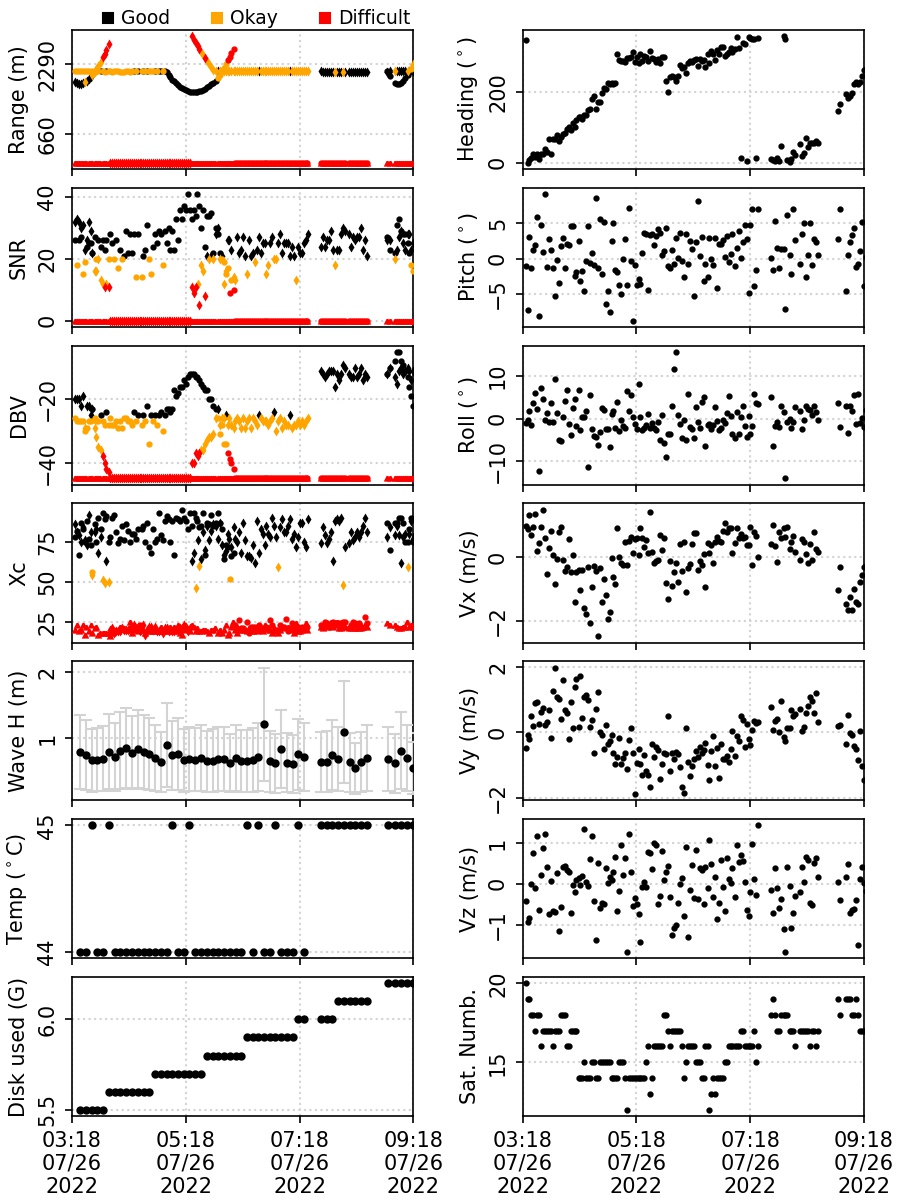 Good Okay Difficult
Range (m)
2290
660
Heading (°)
200
0
SNR
40
20
0
Pitch (°)
5
0
−5
DBV
−20
−40
Roll (°)
10
0
−10
Xc
75
50
25
Vx (m/s)
0
−2
Wave H (m)
2
1
Vy (m/s)
2
0
−2
Temp (°C)
45
44
Vz (m/s)
1
0
−1
Disk used (G)
6.0
5.5
Sat. Numb.
20
15
03:18 05:18 07:18 09:18
07/26 07/26 07/26 07/26
2022 2022 2022 2022
03:18 05:18 07:18 09:18
07/26 07/26 07/26 07/26
2022 2022 2022 2022